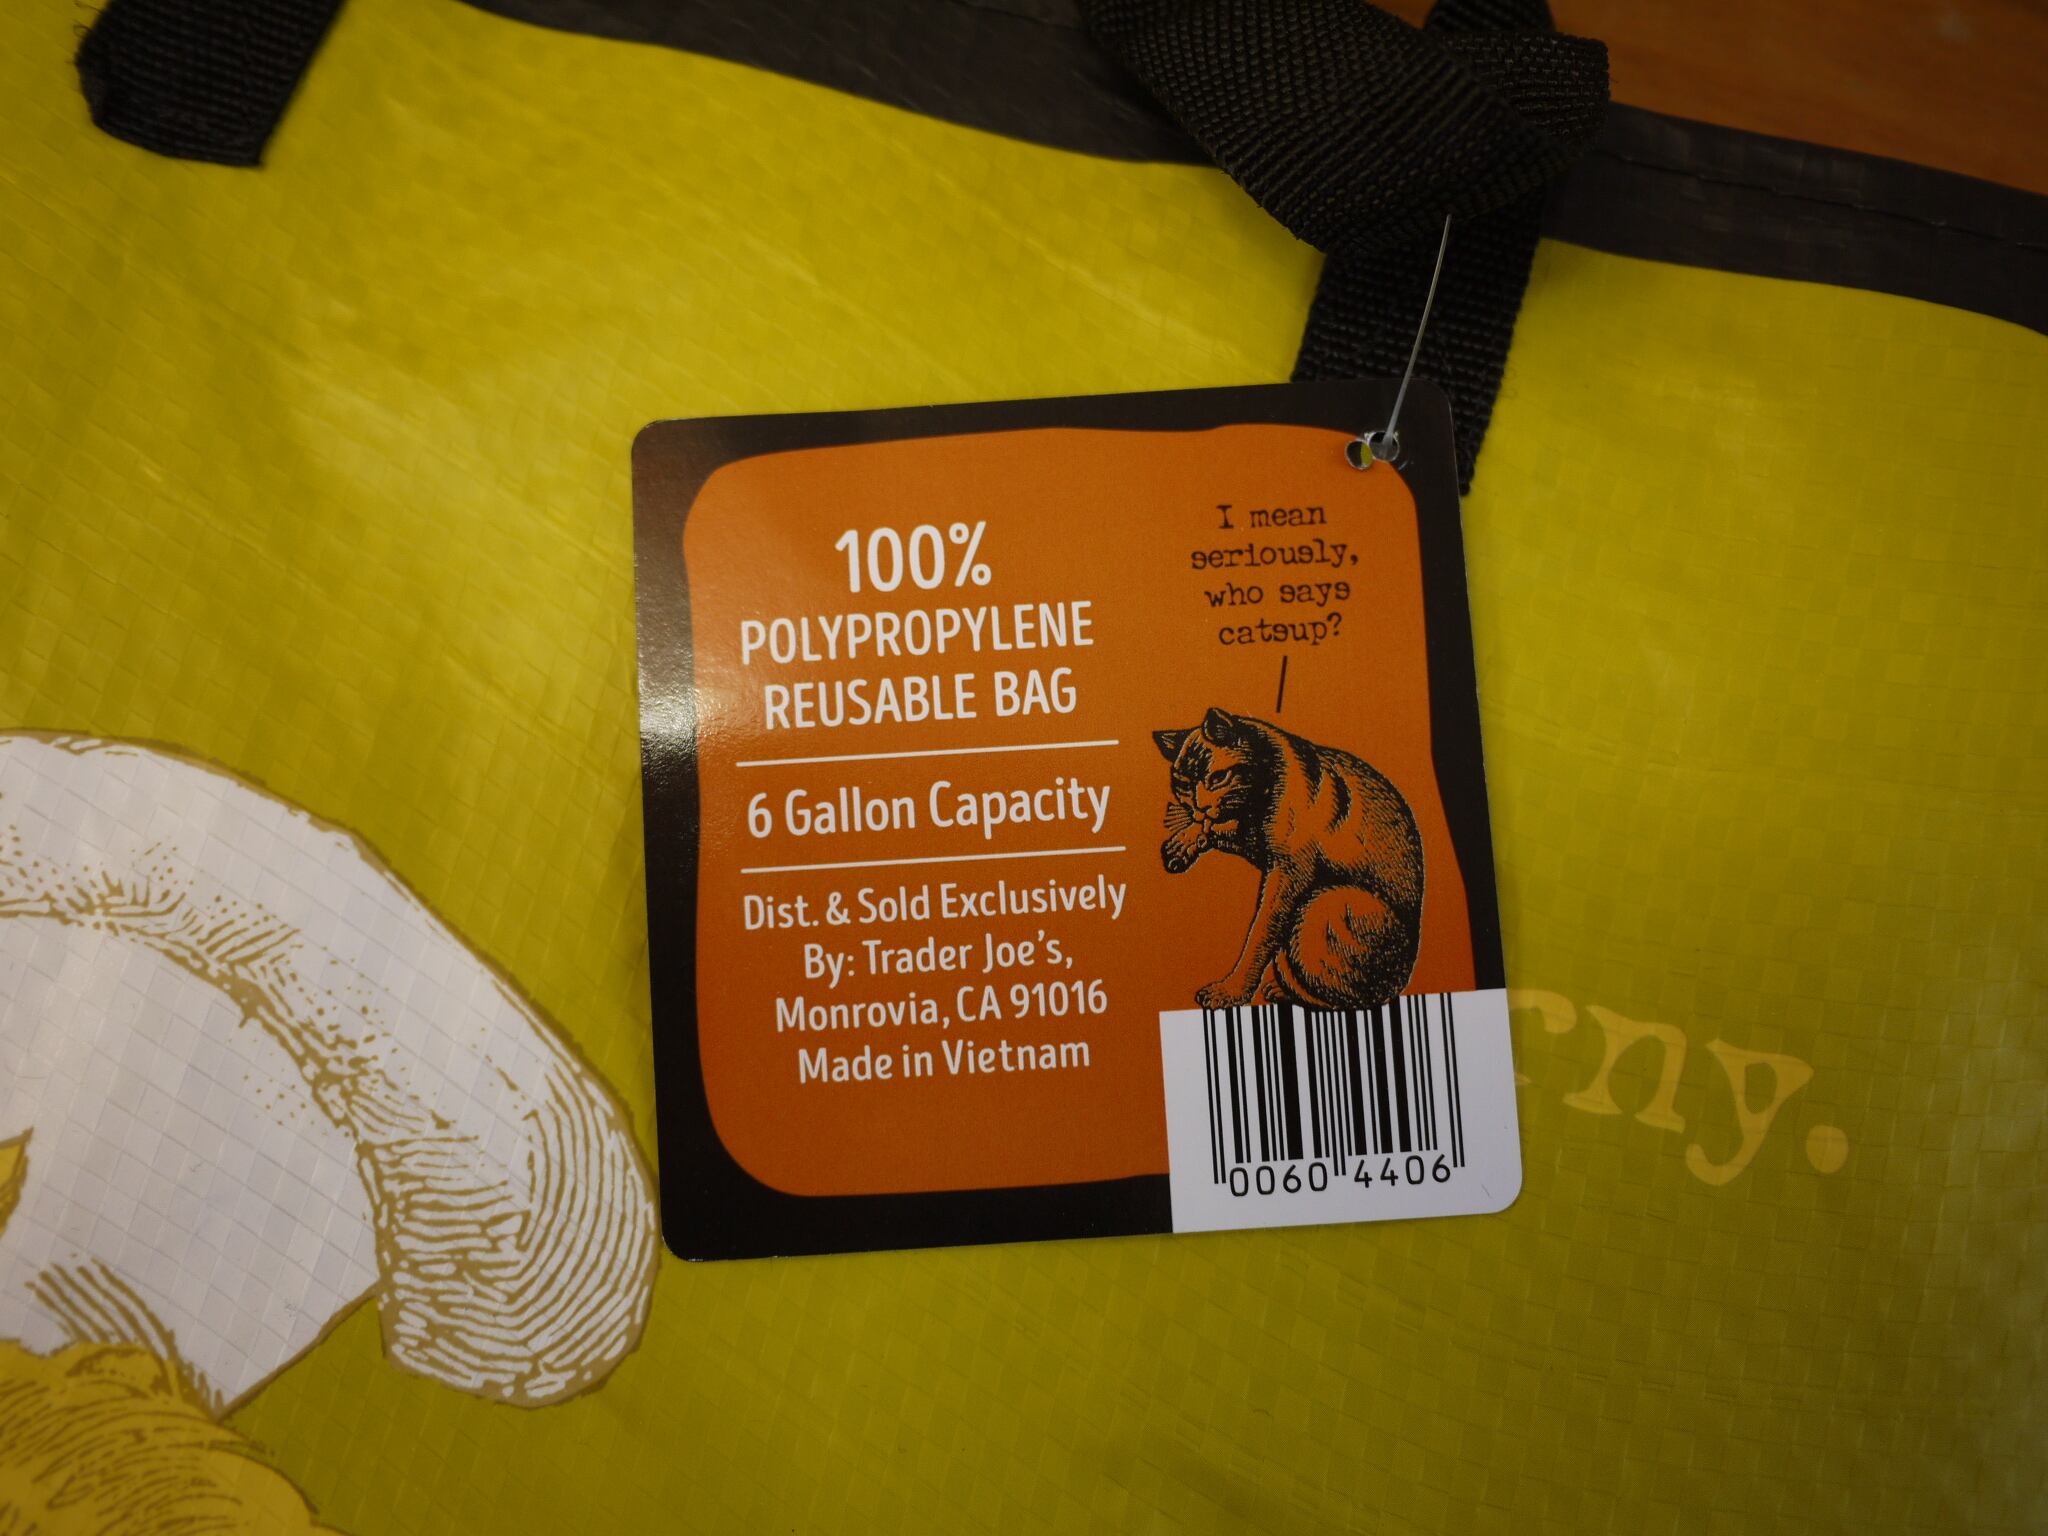 100%
POLYPROPYLENE
REUSABLE BAG
6 Gallon Capacity
Dist. & Sold Exclusively
By: Trader Joe's,
Monrovia, CA 91016
Made in Vietnam
I mean
seriously,
who says
catsup?
0060 4406
rny.